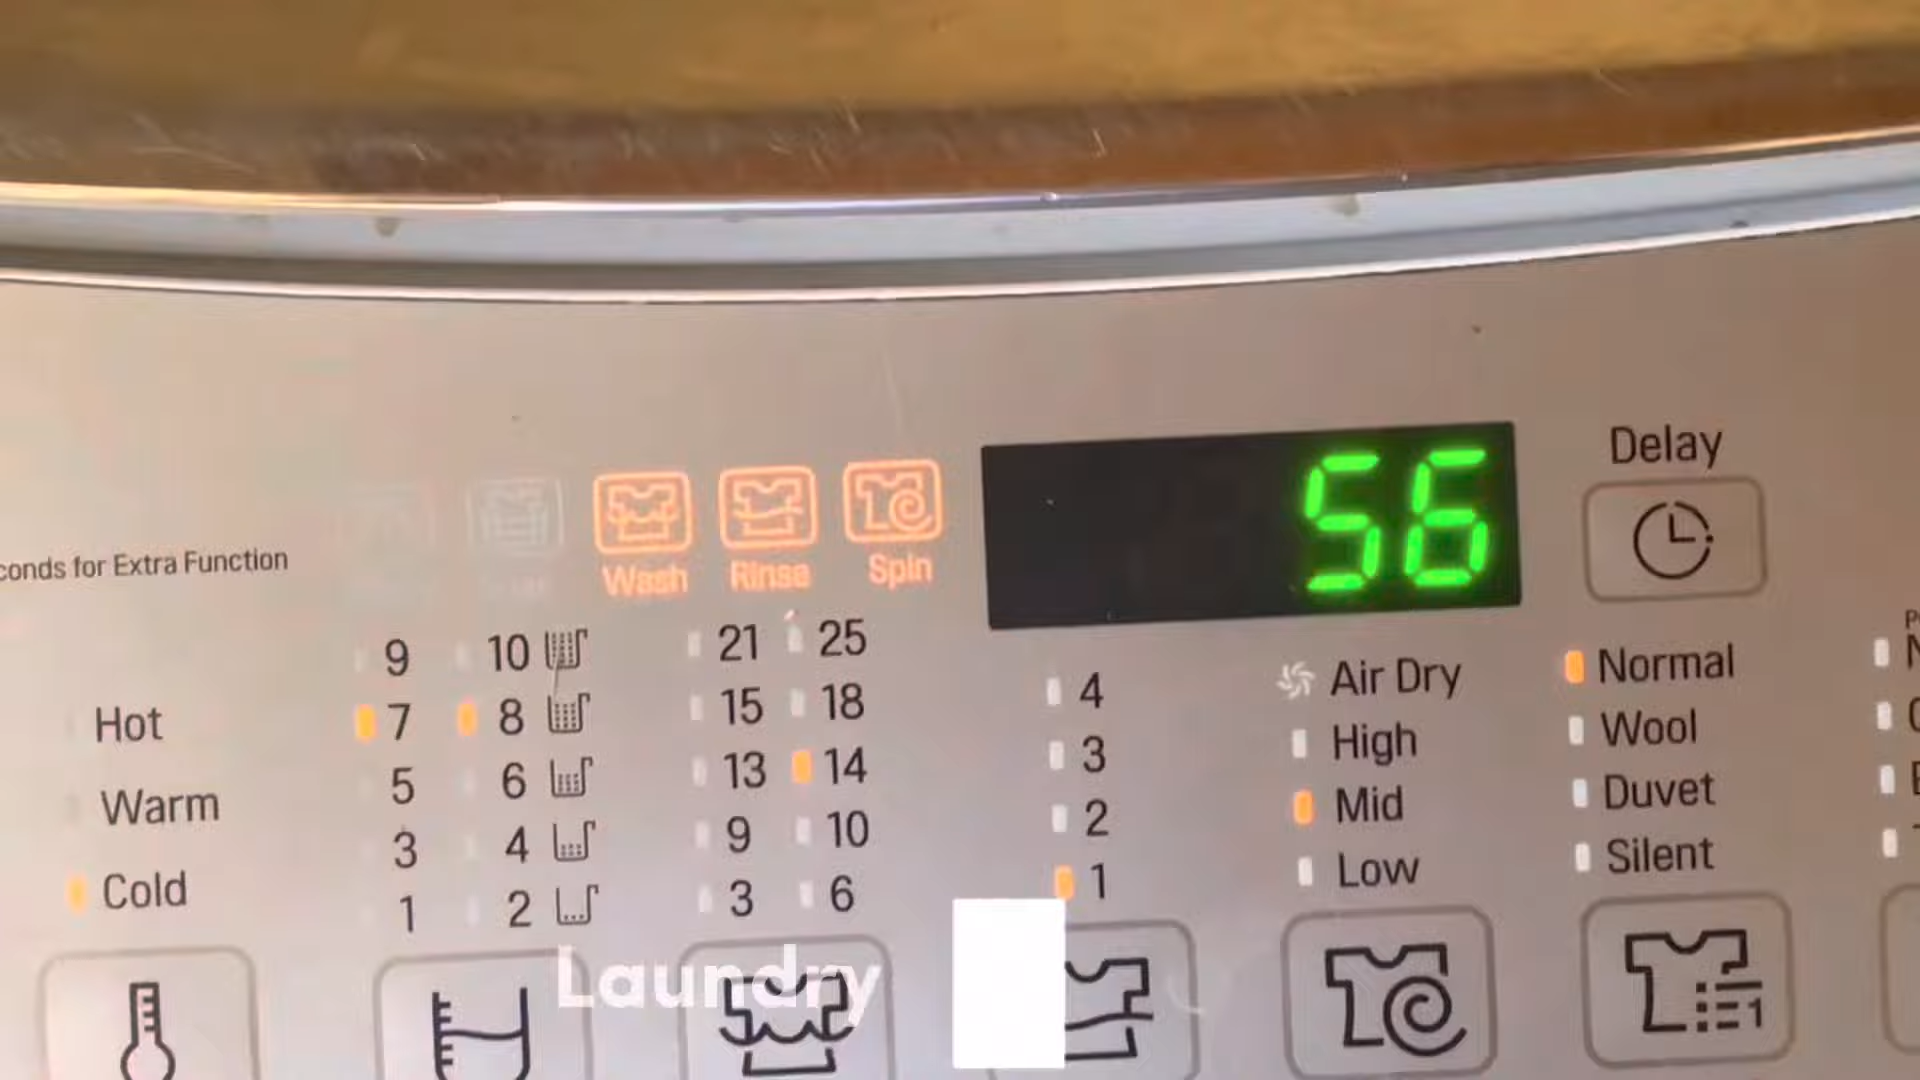 56
Delay
conds for Extra Function
Wash Rinse Spin
9 10 21 25
7 8 15 18
5 6 13 14
3 4 9 10
1 2 3 6
Hot
Warm
Cold
4
3
2
1
Air Dry
High
Mid
Low
Normal
Wool
Duvet
Silent
1
Laundry